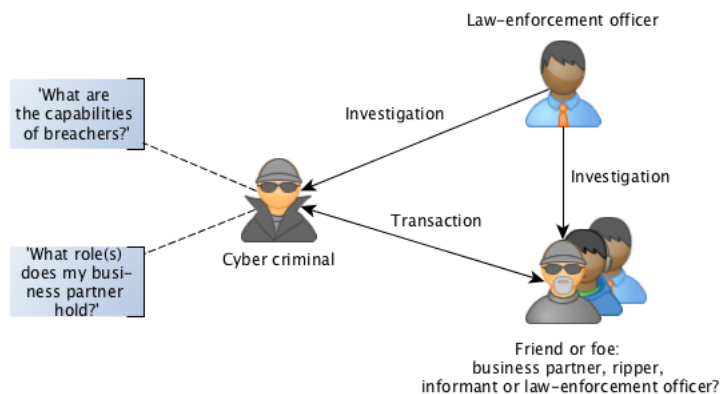 Law-enforcement officer
'What are
the capabilities
of breachers?'
Investigation
Investigation
Transaction
Cyber criminal
'What role(s)
does my busi-
ness partner
hold?'
Friend or foe:
business partner, ripper,
informant or law-enforcement officer?